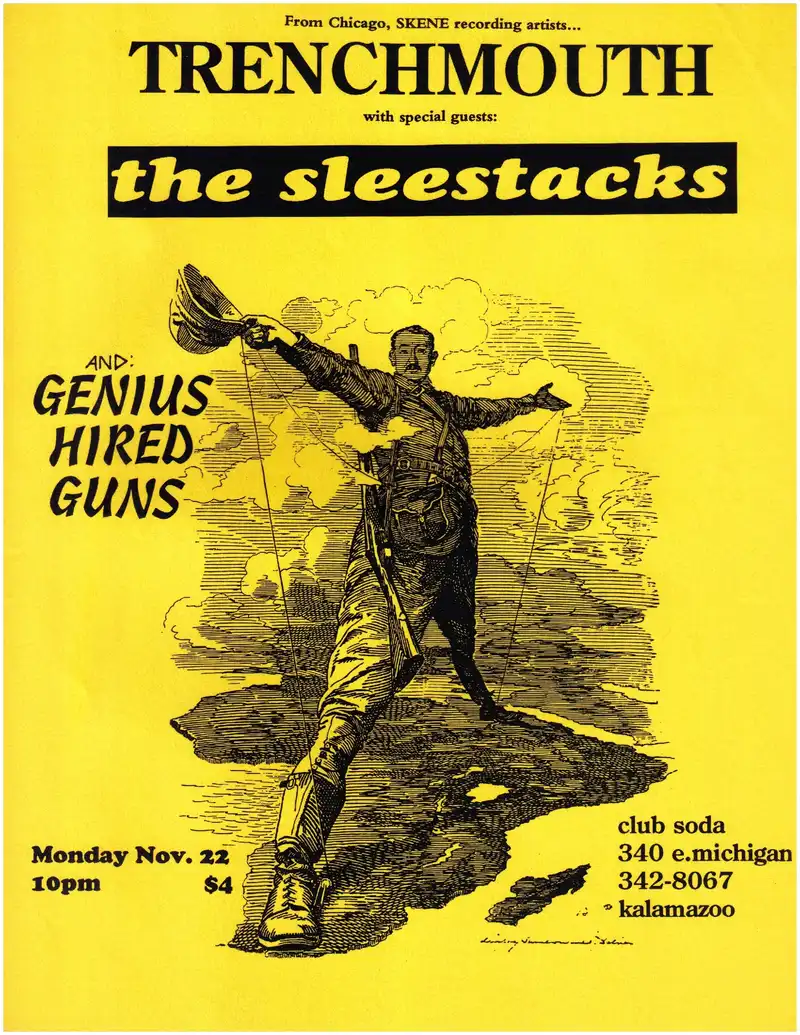 From Chicago, SKENE recording artists...
TRENCHMOUTH
with special guests:
the sleestacks
AND:
GENIUS
HIRED
GUNS
Monday Nov. 22
10pm $4
club soda
340 e.michigan
342-8067
kalamazoo